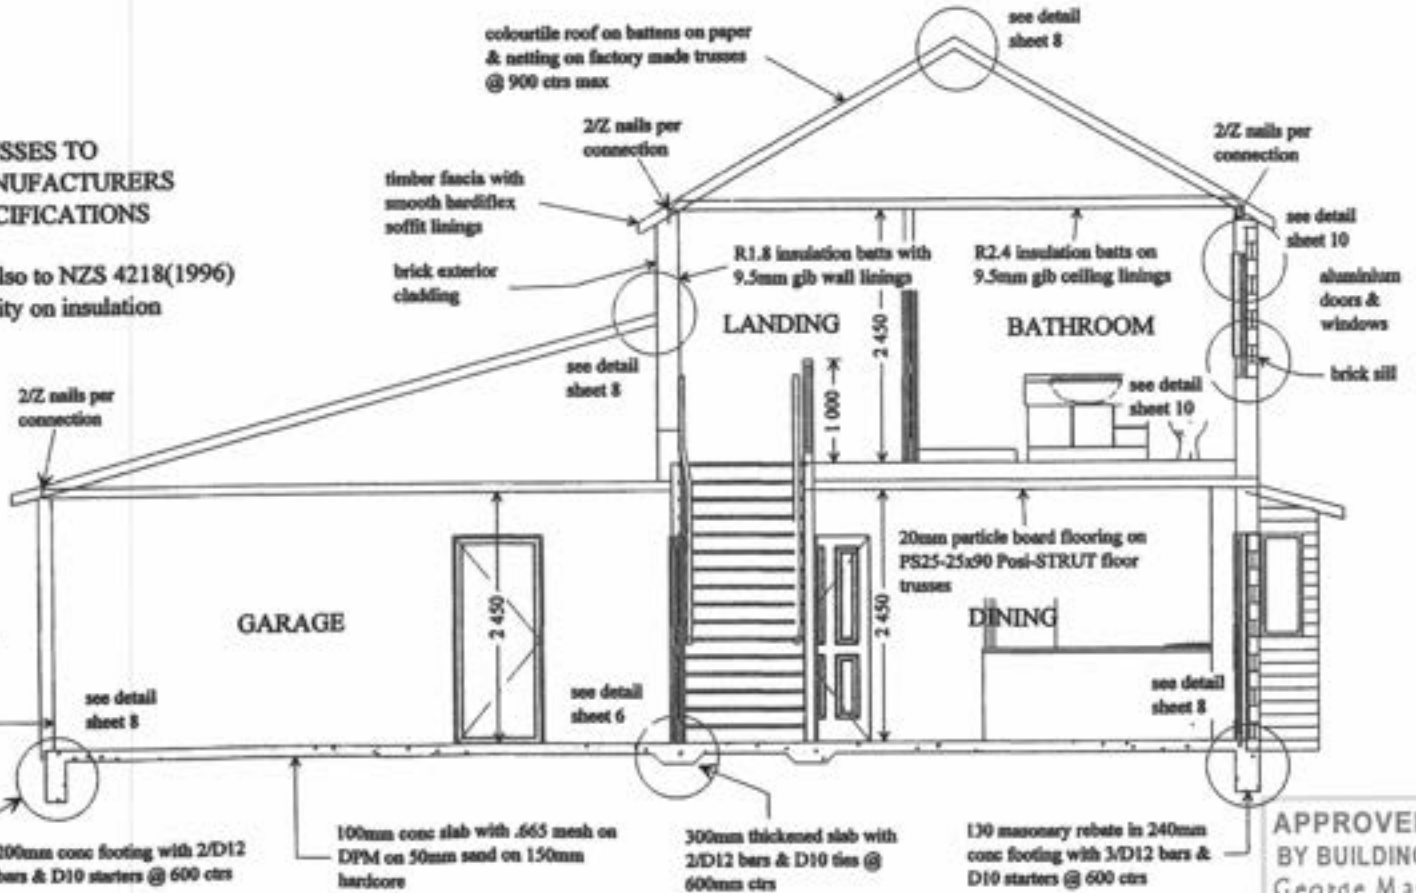 colourtile roof on battens on paper
& netting on factory made trusses
@ 900 ctrs max
see detail
sheet 8
2/Z nails per
connection
2/Z nails per
connection
SSES TO
NUFACTURERS
CIFICATIONS
lso to NZS 4218(1996)
ity on insulation
timber fascia with
smooth hardiflex
soffit linings
brick exterior
cladding
R1.8 insulation batts with
9.5mm gib wall linings
R2.4 insulation batts on
9.5mm gib ceiling linings
see detail
sheet 10
aluminium
doors &
windows
LANDING
BATHROOM
2 450
1 000
see detail
sheet 8
see detail
sheet 10
brick sill
2/Z nails per
connection
20mm particle board flooring on
PS25-25x90 Posi-STRUT floor
trusses
GARAGE
2 450
2 450
DINING
see detail
sheet 8
see detail
sheet 6
see detail
sheet 8
200mm conc footing with 2/D12
bars & D10 starters @ 600 ctrs
100mm conc slab with .665 mesh on
DPM on 50mm sand on 150mm
hardcore
300mm thickened slab with
2/D12 bars & D10 ties @
600mm ctrs
130 masonary rebate in 240mm
conc footing with 3/D12 bars &
D10 starters @ 600 ctrs
APPROVE
BY BUILDING
George Ma